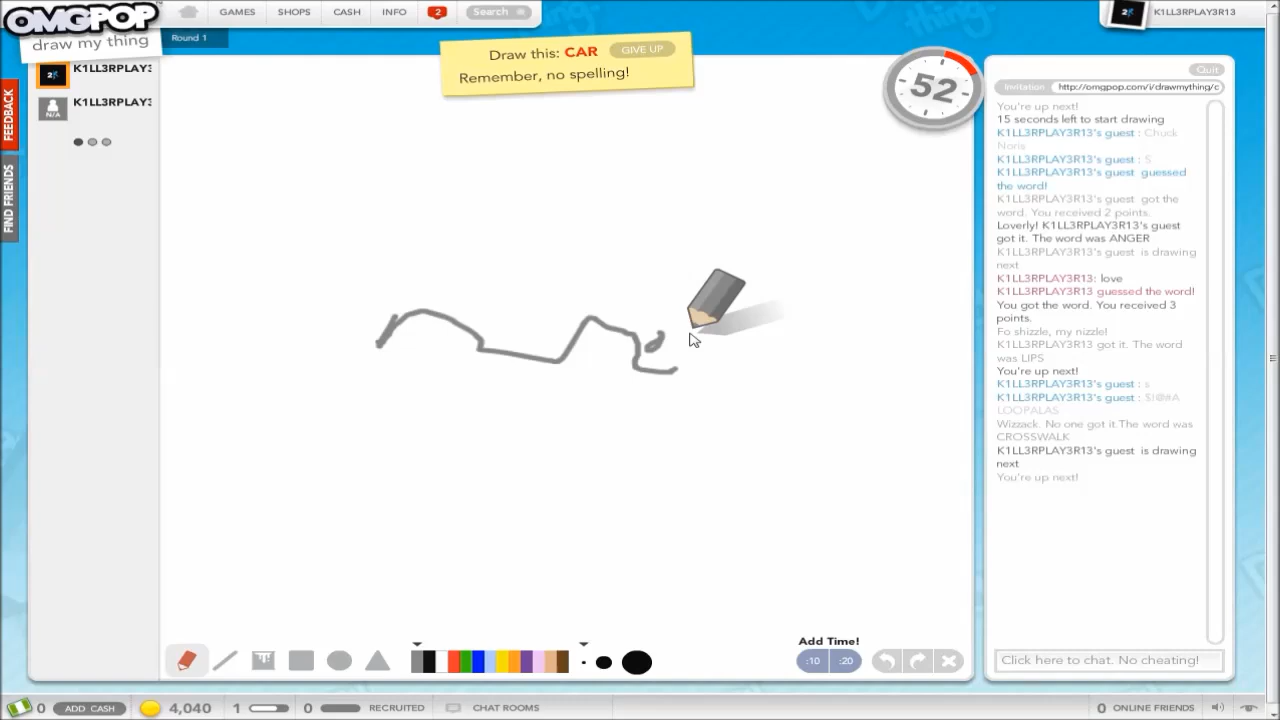 OMGPOP
draw my thing
GAMES SHOPS CASH INFO 2 Search
K1LL3RPLAY3R13
Round 1
Draw this: CAR GIVE UP
Remember, no spelling!
52
K1LL3RPLAY3
K1LL3RPLAY3
N/A
FEEDBACK
FIND FRIENDS
Quit
Invitation http://omgpop.com/i/drawmything/c
You're up next!
15 seconds left to start drawing
K1LL3RPLAY3R13's guest : Chuck
Noris
K1LL3RPLAY3R13's guest : S
K1LL3RPLAY3R13's guest guessed
the word!
K1LL3RPLAY3R13's guest got the
word. You received 2 points.
Loverly! K1LL3RPLAY3R13's guest
got it. The word was ANGER
K1LL3RPLAY3R13's guest is drawing
next
K1LL3RPLAY3R13: love
K1LL3RPLAY3R13 guessed the word!
You got the word. You received 3
points.
Fo shizzle, my nizzle!
K1LL3RPLAY3R13 got it. The word
was LIPS
You're up next!
K1LL3RPLAY3R13's guest : s
K1LL3RPLAY3R13's guest : $!@#A
LOOPALAS
Wizzack. No one got it.The word was
CROSSWALK
K1LL3RPLAY3R13's guest is drawing
next
You're up next!
Add Time!
:10 :20
Click here to chat. No cheating!
0 ADD CASH 4,040 1 0 RECRUITED CHAT ROOMS 0 ONLINE FRIENDS